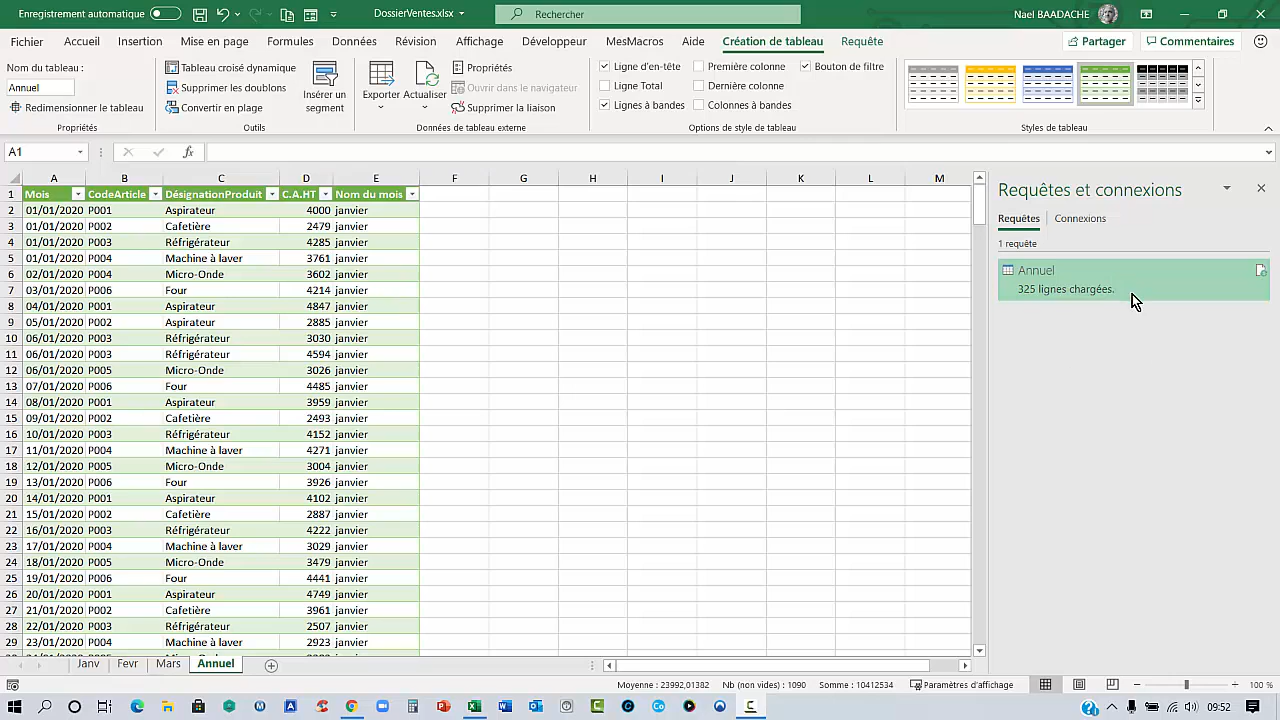 Enregistrement automatique DossierVentes.xlsx Rechercher Nael BAADACHE
Fichier Accueil Insertion Mise en page Formules Données Révision Affichage Développeur MesMacros Aide Création de tableau Requête Partager Commentaires
Nom du tableau :
Annuel
Redimensionner le tableau
Propriétés
Tableau croisé dynamique
Supprimer les doublons
Convertir en plage
Insérer un segment
Outils
Exporter Actualiser
Propriétés
Ouvrir dans le navigateur
Supprimer la liaison
Données de tableau externe
Ligne d'en-tête Première colonne Bouton de filtre
Ligne Total Dernière colonne
Lignes à bandes Colonnes à bandes
Options de style de tableau
Styles de tableau
A1 fx
A B C D E F G H I J K L M
1 Mois CodeArticle DésignationProduit C.A.HT Nom du mois
2 01/01/2020 P001 Aspirateur 4000 janvier
3 01/01/2020 P002 Cafetière 2479 janvier
4 01/01/2020 P003 Réfrigérateur 4285 janvier
5 01/01/2020 P004 Machine à laver 3761 janvier
6 02/01/2020 P004 Micro-Onde 3602 janvier
7 03/01/2020 P006 Four 4214 janvier
8 04/01/2020 P001 Aspirateur 4847 janvier
9 05/01/2020 P002 Aspirateur 2885 janvier
10 06/01/2020 P003 Réfrigérateur 3030 janvier
11 06/01/2020 P003 Réfrigérateur 4594 janvier
12 06/01/2020 P005 Micro-Onde 3026 janvier
13 07/01/2020 P006 Four 4485 janvier
14 08/01/2020 P001 Aspirateur 3959 janvier
15 09/01/2020 P002 Cafetière 2493 janvier
16 10/01/2020 P003 Réfrigérateur 4152 janvier
17 11/01/2020 P004 Machine à laver 4271 janvier
18 12/01/2020 P005 Micro-Onde 3004 janvier
19 13/01/2020 P006 Four 3926 janvier
20 14/01/2020 P001 Aspirateur 4102 janvier
21 15/01/2020 P002 Cafetière 2887 janvier
22 16/01/2020 P003 Réfrigérateur 4222 janvier
23 17/01/2020 P004 Machine à laver 3029 janvier
24 18/01/2020 P005 Micro-Onde 3479 janvier
25 19/01/2020 P006 Four 4441 janvier
26 20/01/2020 P001 Aspirateur 4749 janvier
27 21/01/2020 P002 Cafetière 3961 janvier
28 22/01/2020 P003 Réfrigérateur 2507 janvier
29 23/01/2020 P004 Machine à laver 2923 janvier
Requêtes et connexions
Requêtes Connexions
1 requête
Annuel
325 lignes chargées.
Janv Fevr Mars Annuel
Moyenne : 23992,01382 Nb (non vides) : 1090 Somme : 10412534 Paramètres d'affichage 100 %
09:52